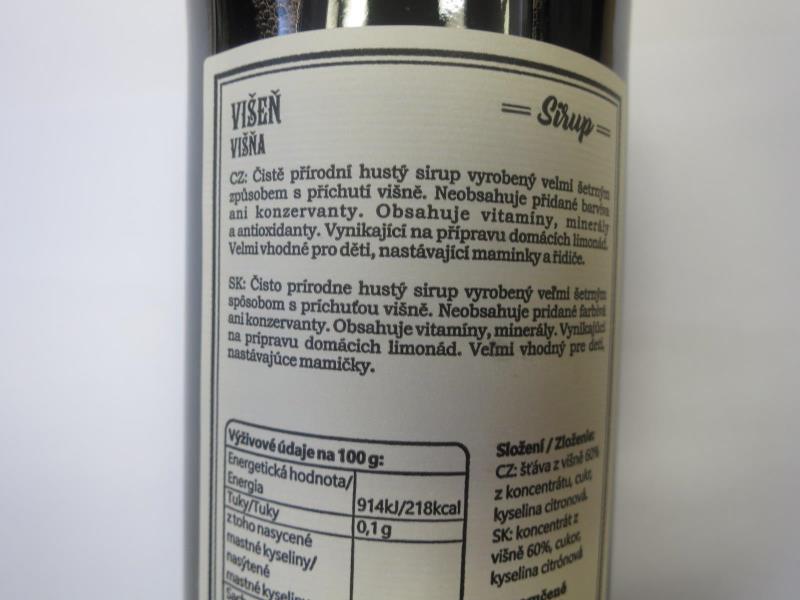 VIŠEŇ
VIŠŇA
Sirup
CZ: Čistě přírodní hustý sirup vyrobený velmi šetrným
způsobem s příchutí višně. Neobsahuje přidané barviva
ani konzervanty. Obsahuje vitamíny, minerály
a antioxidanty. Vynikající na přípravu domácích limonád.
Velmi vhodné pro děti, nastávající maminky a řidiče.
SK: Čisto prírodne hustý sirup vyrobený veľmi šetrným
spôsobom s príchuťou višně. Neobsahuje pridané farbivá
ani konzervanty. Obsahuje vitamíny, minerály. Vynikajúci
na prípravu domácich limonád. Veľmi vhodný pre deti,
nastávajúce mamičky.
Výživové údaje na 100 g:
Energetická hodnota/
Energia
914kJ/218kcal
Tuky/Tuky
0,1 g
z toho nasycené
mastné kyseliny/
nasýtené
mastné kyseliny
Složení / Zloženie:
CZ: šťáva z višně 60%
z koncentrátu, cukr,
kyselina citronová
SK: koncentrát z
višně 60%, cukor,
kyselina citrónová